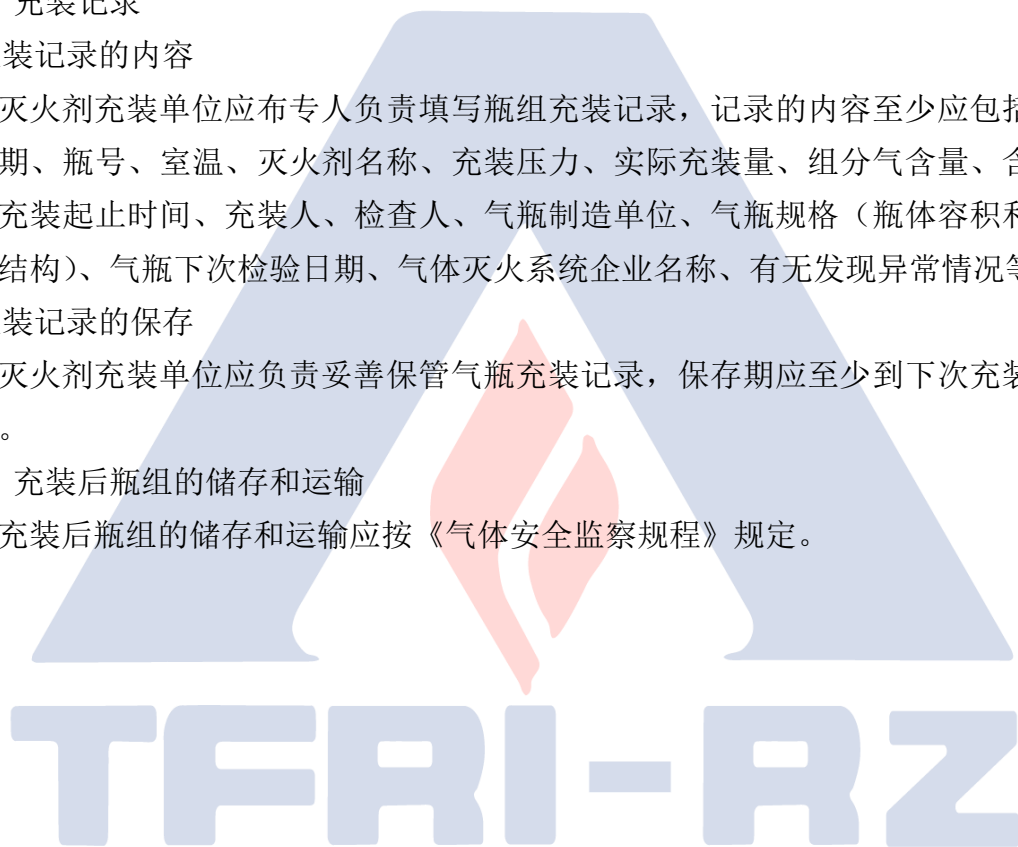 充装记录
装记录的内容
灭火剂充装单位应布专人负责填写瓶组充装记录，记录的内容至少应包括
期、瓶号、室温、灭火剂名称、充装压力、实际充装量、组分气含量、含
充装起止时间、充装人、检查人、气瓶制造单位、气瓶规格（瓶体容积和
结构）、气瓶下次检验日期、气体灭火系统企业名称、有无发现异常情况等
装记录的保存
灭火剂充装单位应负责妥善保管气瓶充装记录，保存期应至少到下次充装
。
充装后瓶组的储存和运输
充装后瓶组的储存和运输应按《气体安全监察规程》规定。
TFRI-RZ